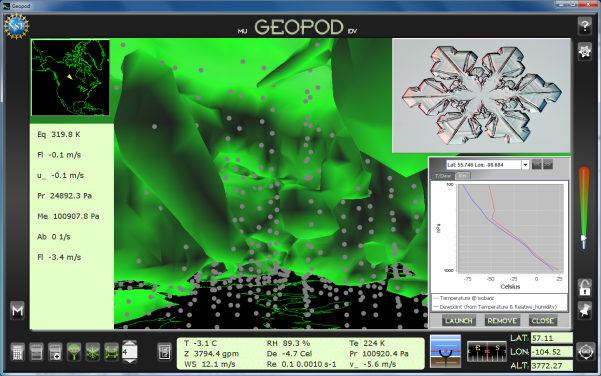 Geopod
NSF
MU GEOPOD IDV
?
Eq 319.8 K
Fl -0.1 m/s
u_ -0.1 m/s
Pr 24892.3 Pa
Me 100907.8 Pa
Ab 0 1/s
Fl -3.4 m/s
Lat: 55.746 Lon: -88.684
T/Dew
100
hPa
1000
-75 -50 -25 0 25
Celsius
Temperature @ isobaric
Dewpoint (from Temperature & Relative_humidity)
LAUNCH REMOVE CLOSE
M
4
T -3.1 C RH 89.3 % Te 224 K
Z 3794.4 gpm De -4.7 Cel Pr 100920.4 Pa
WS 12.1 m/s Re 0.1 0.0010 s-1 v_ -5.6 m/s
E S
LAT: 57.11
LON: -104.52
ALT: 3772.27